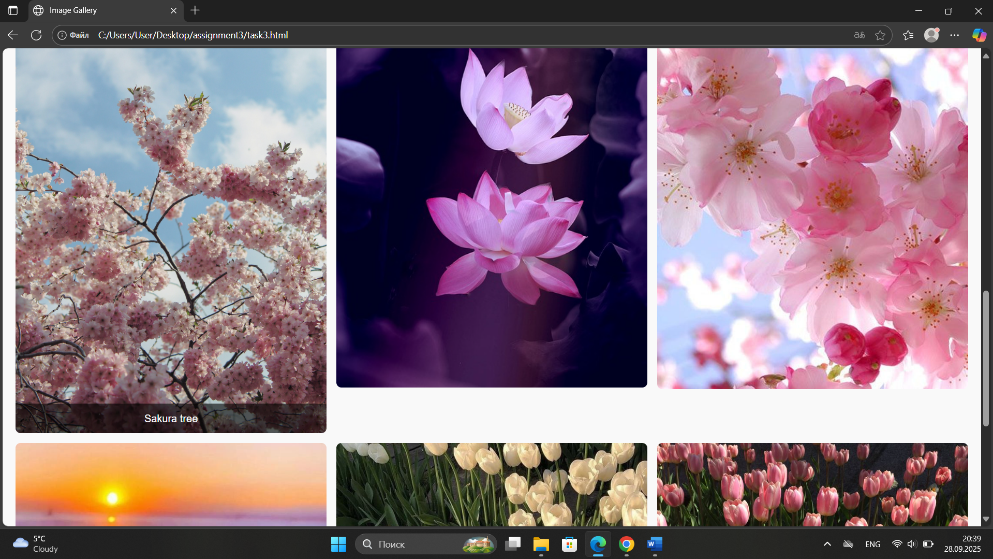 Image Gallery
Файл C:/Users/User/Desktop/assignment3/task3.html
Sakura tree
5°C
Cloudy
Поиск
ENG
20:39
28.09.2025